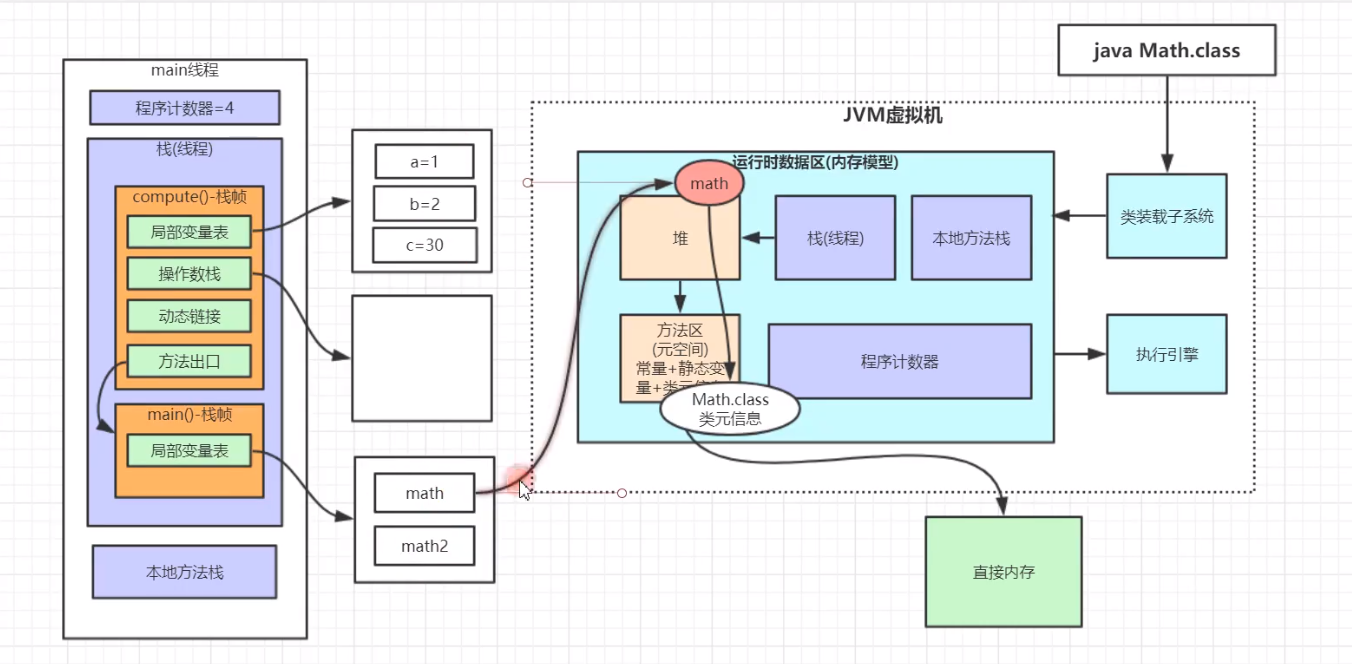 java Math.class
main线程
程序计数器=4
栈(线程)
compute()-栈帧
局部变量表
操作数栈
动态链接
方法出口
main()-栈帧
局部变量表
本地方法栈
a=1
b=2
c=30
math
math2
JVM虚拟机
运行时数据区(内存模型)
math
堆
栈(线程)
本地方法栈
方法区
(元空间)
常量+静态变
量+类
程序计数器
Math.class
类元信息
类装载子系统
执行引擎
直接内存